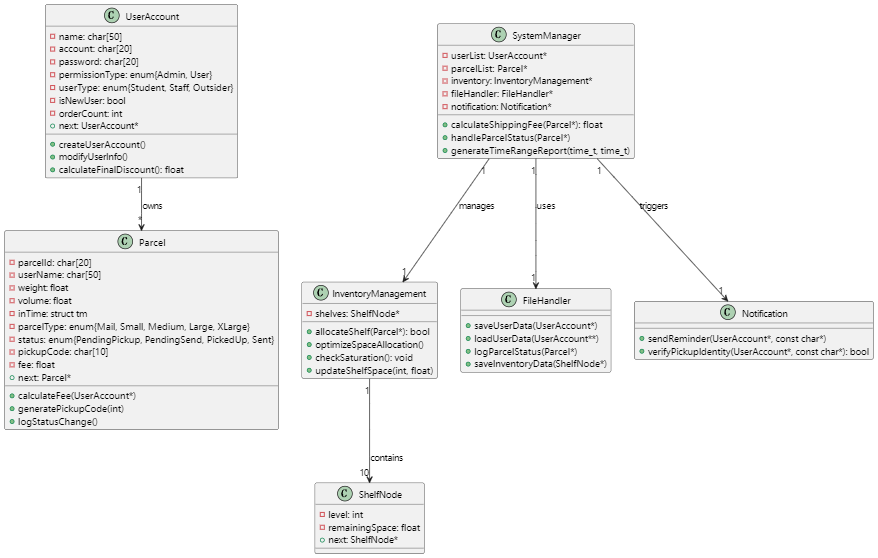 C UserAccount
name: char[50]
account: char[20]
password: char[20]
permissionType: enum{Admin, User}
userType: enum{Student, Staff, Outsider}
isNewUser: bool
orderCount: int
next: UserAccount*
createUserAccount()
modifyUserInfo()
calculateFinalDiscount(): float
1
owns
*
C Parcel
parcelId: char[20]
userName: char[50]
weight: float
volume: float
inTime: struct tm
parcelType: enum{Mail, Small, Medium, Large, XLarge}
status: enum{PendingPickup, PendingSend, PickedUp, Sent}
pickupCode: char[10]
fee: float
next: Parcel*
calculateFee(UserAccount*)
generatePickupCode(int)
logStatusChange()
C SystemManager
userList: UserAccount*
parcelList: Parcel*
inventory: InventoryManagement*
fileHandler: FileHandler*
notification: Notification*
calculateShippingFee(Parcel*): float
handleParcelStatus(Parcel*)
generateTimeRangeReport(time_t, time_t)
1
manages
1
1
uses
1
1
triggers
1
C InventoryManagement
shelves: ShelfNode*
allocateShelf(Parcel*): bool
optimizeSpaceAllocation()
checkSaturation(): void
updateShelfSpace(int, float)
C FileHandler
saveUserData(UserAccount*)
loadUserData(UserAccount**)
logParcelStatus(Parcel*)
saveInventoryData(ShelfNode*)
C Notification
sendReminder(UserAccount*, const char*)
verifyPickupIdentity(UserAccount*, const char*): bool
1
contains
10
C ShelfNode
level: int
remainingSpace: float
next: ShelfNode*